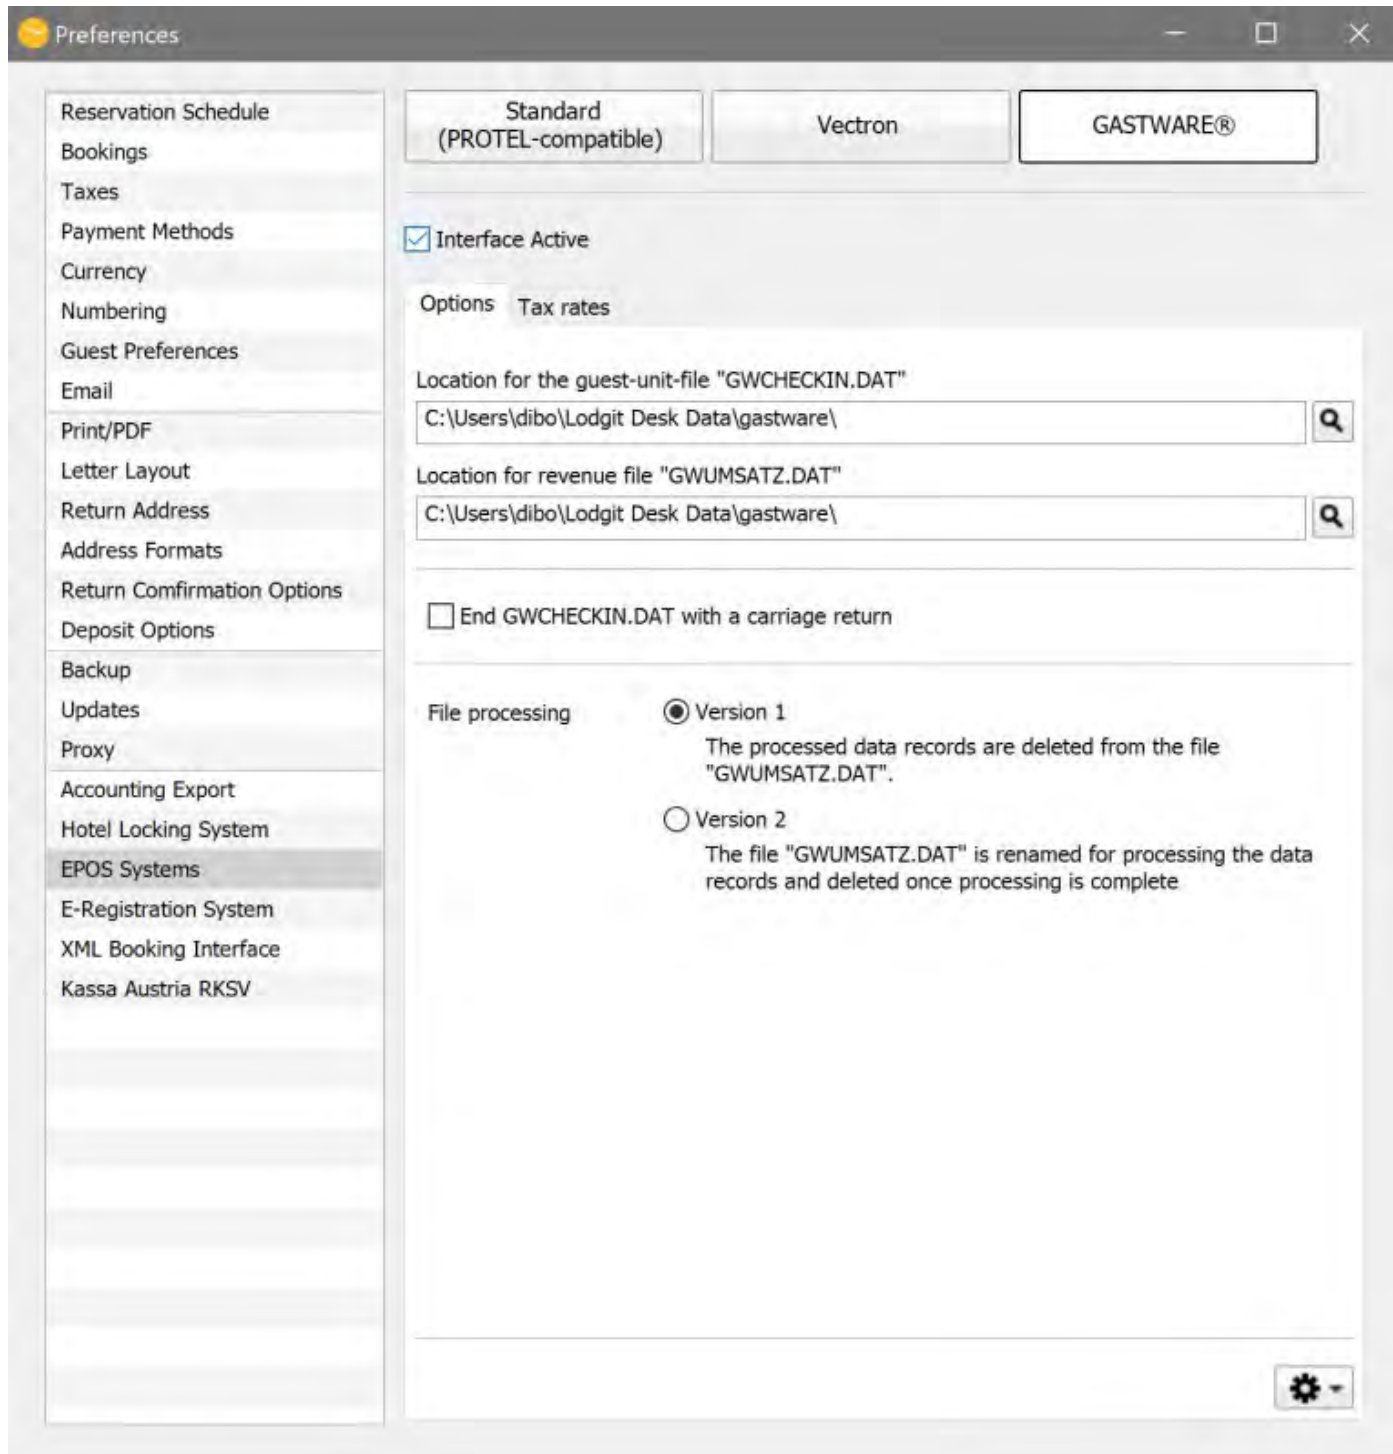 Preferences
Reservation Schedule
Bookings
Taxes
Payment Methods
Currency
Numbering
Guest Preferences
Email
Print/PDF
Letter Layout
Return Address
Address Formats
Return Comfirmation Options
Deposit Options
Backup
Updates
Proxy
Accounting Export
Hotel Locking System
EPOS Systems
E-Registration System
XML Booking Interface
Kassa Austria RKSV
Standard
(PROTEL-compatible)
Vectron
GASTWARE®
Interface Active
Options
Tax rates
Location for the guest-unit-file "GWCHECKIN.DAT"
C:\Users\dibo\Lodgit Desk Data\gastware\
Location for revenue file "GWUMSATZ.DAT"
C:\Users\dibo\Lodgit Desk Data\gastware\
End GWCHECKIN.DAT with a carriage return
File processing
Version 1
The processed data records are deleted from the file
"GWUMSATZ.DAT".
Version 2
The file "GWUMSATZ.DAT" is renamed for processing the data
records and deleted once processing is complete